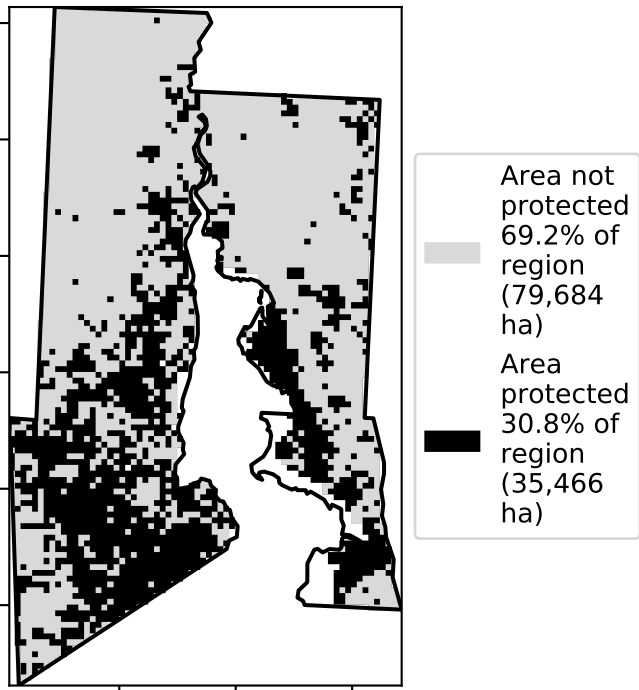 Area not
protected
69.2% of
region
(79,684
ha)
Area
protected
30.8% of
region
(35,466
ha)